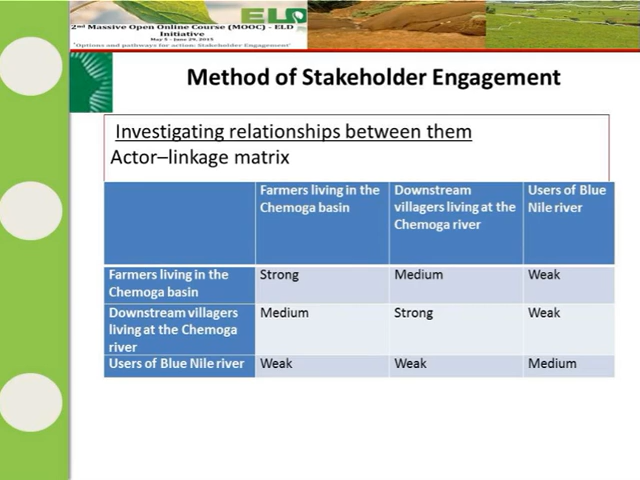 ELD
2nd Massive Open Online Course (MOOC) - ELD
Initiative
May 5 - June 29, 2015
"Options and pathways for action: Stakeholder Engagement"
Method of Stakeholder Engagement
Investigating relationships between them
Actor–linkage matrix
Farmers living in the
Chemoga basin
Downstream
villagers living at the
Chemoga river
Users of Blue
Nile river
Farmers living in the
Chemoga basin
Strong
Medium
Weak
Downstream villagers
living at the Chemoga
river
Medium
Strong
Weak
Users of Blue Nile river
Weak
Weak
Medium